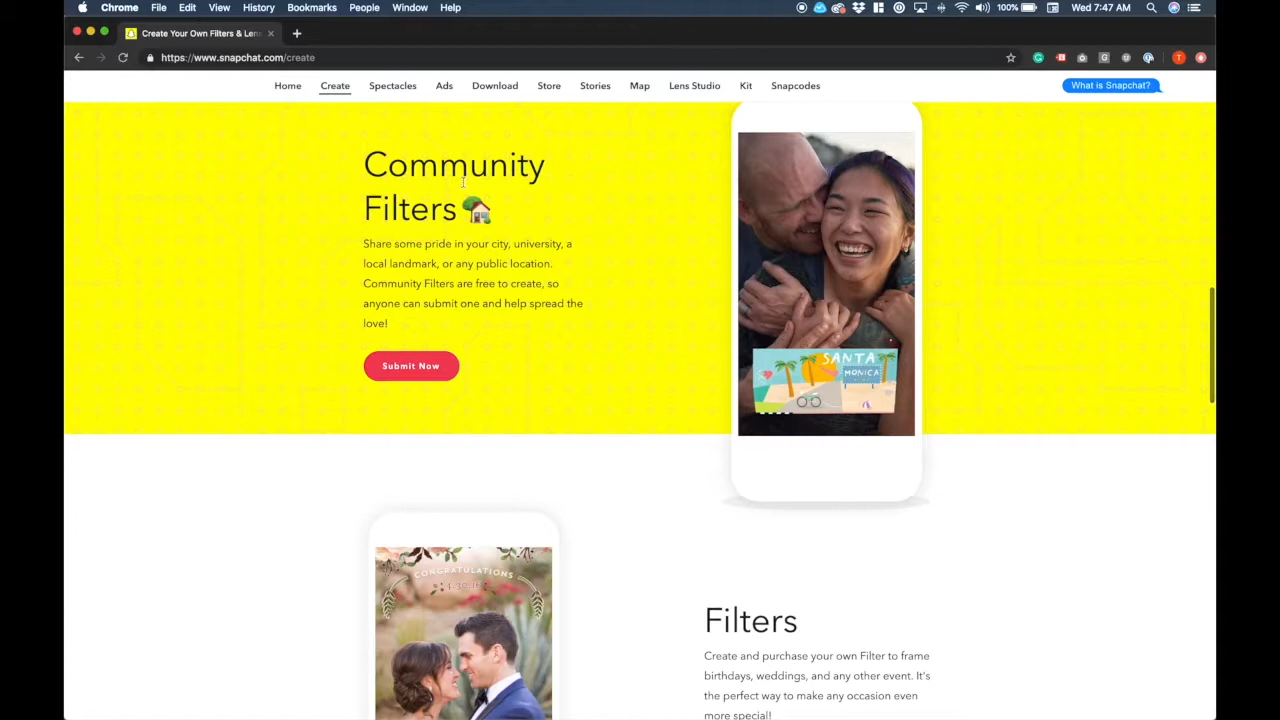 Chrome File Edit View History Bookmarks People Window Help 100% Wed 7:47 AM
Create Your Own Filters & Len
https://www.snapchat.com/create
Home Create Spectacles Ads Download Store Stories Map Lens Studio Kit Snapcodes What is Snapchat?
Community
Filters
Share some pride in your city, university, a
local landmark, or any public location.
Community Filters are free to create, so
anyone can submit one and help spread the
love!
Submit Now
SANTA
MONICA
CONGRATULATIONS
Filters
Create and purchase your own Filter to frame
birthdays, weddings, and any other event. It's
the perfect way to make any occasion even
more special!